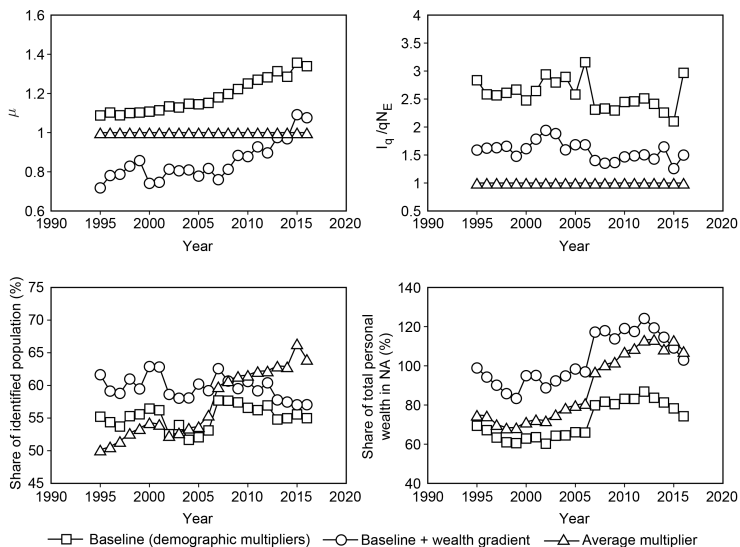 1.6
1.4
1.2
1
0.8
0.6
μ
1990 1995 2000 2005 2010 2015 2020
Year
4
3.5
3
2.5
2
1.5
1
0.5
I_q /qN_E
1990 1995 2000 2005 2010 2015 2020
Year
75
70
65
60
55
50
45
Share of identified population (%)
1990 1995 2000 2005 2010 2015 2020
Year
140
120
100
80
60
40
Share of total personal
wealth in NA (%)
1990 1995 2000 2005 2010 2015 2020
Year
Baseline (demographic multipliers) Baseline + wealth gradient Average multiplier